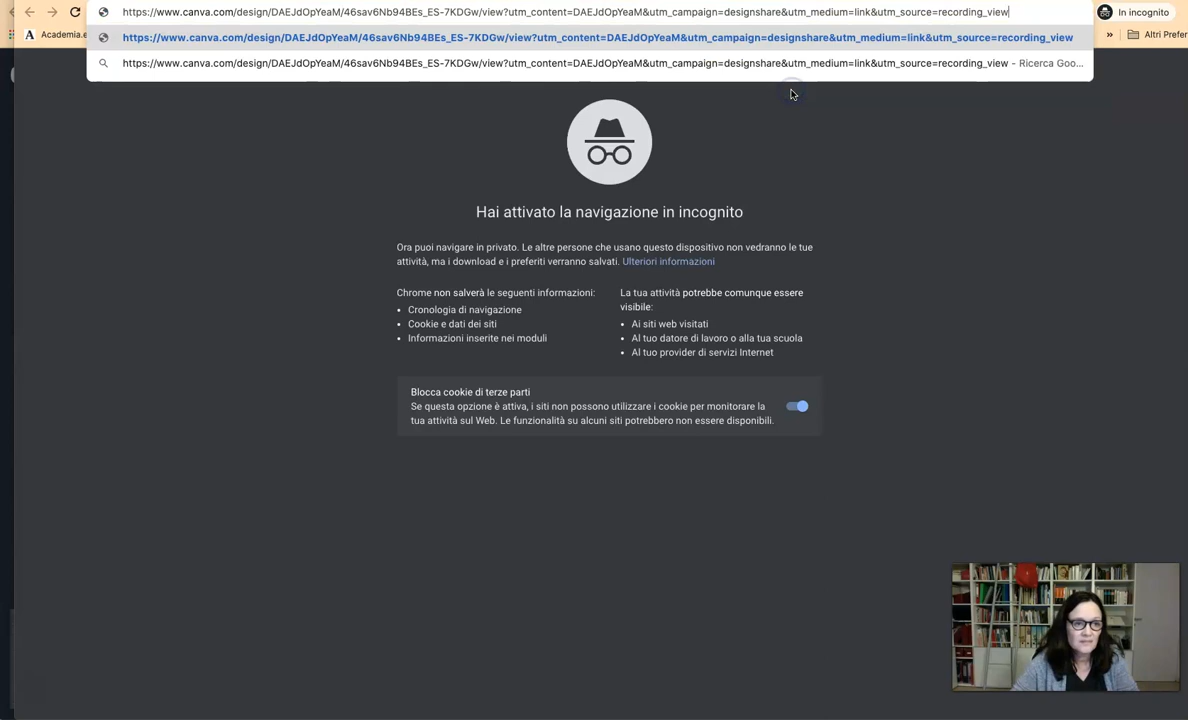 https://www.canva.com/design/DAEJdOpYeaM/46sav6Nb94BEs_ES-7KDGw/view?utm_content=DAEJdOpYeaM&utm_campaign=designshare&utm_medium=link&utm_source=recording_view
In incognito
A Academia.e
https://www.canva.com/design/DAEJdOpYeaM/46sav6Nb94BEs_ES-7KDGw/view?utm_content=DAEJdOpYeaM&utm_campaign=designshare&utm_medium=link&utm_source=recording_view
» Altri Prefer
https://www.canva.com/design/DAEJdOpYeaM/46sav6Nb94BEs_ES-7KDGw/view?utm_content=DAEJdOpYeaM&utm_campaign=designshare&utm_medium=link&utm_source=recording_view - Ricerca Goo...
Hai attivato la navigazione in incognito
Ora puoi navigare in privato. Le altre persone che usano questo dispositivo non vedranno le tue
attività, ma i download e i preferiti verranno salvati. Ulteriori informazioni
Chrome non salverà le seguenti informazioni:
• Cronologia di navigazione
• Cookie e dati dei siti
• Informazioni inserite nei moduli
La tua attività potrebbe comunque essere
visibile:
• Ai siti web visitati
• Al tuo datore di lavoro o alla tua scuola
• Al tuo provider di servizi Internet
Blocca cookie di terze parti
Se questa opzione è attiva, i siti non possono utilizzare i cookie per monitorare la
tua attività sul Web. Le funzionalità su alcuni siti potrebbero non essere disponibili.